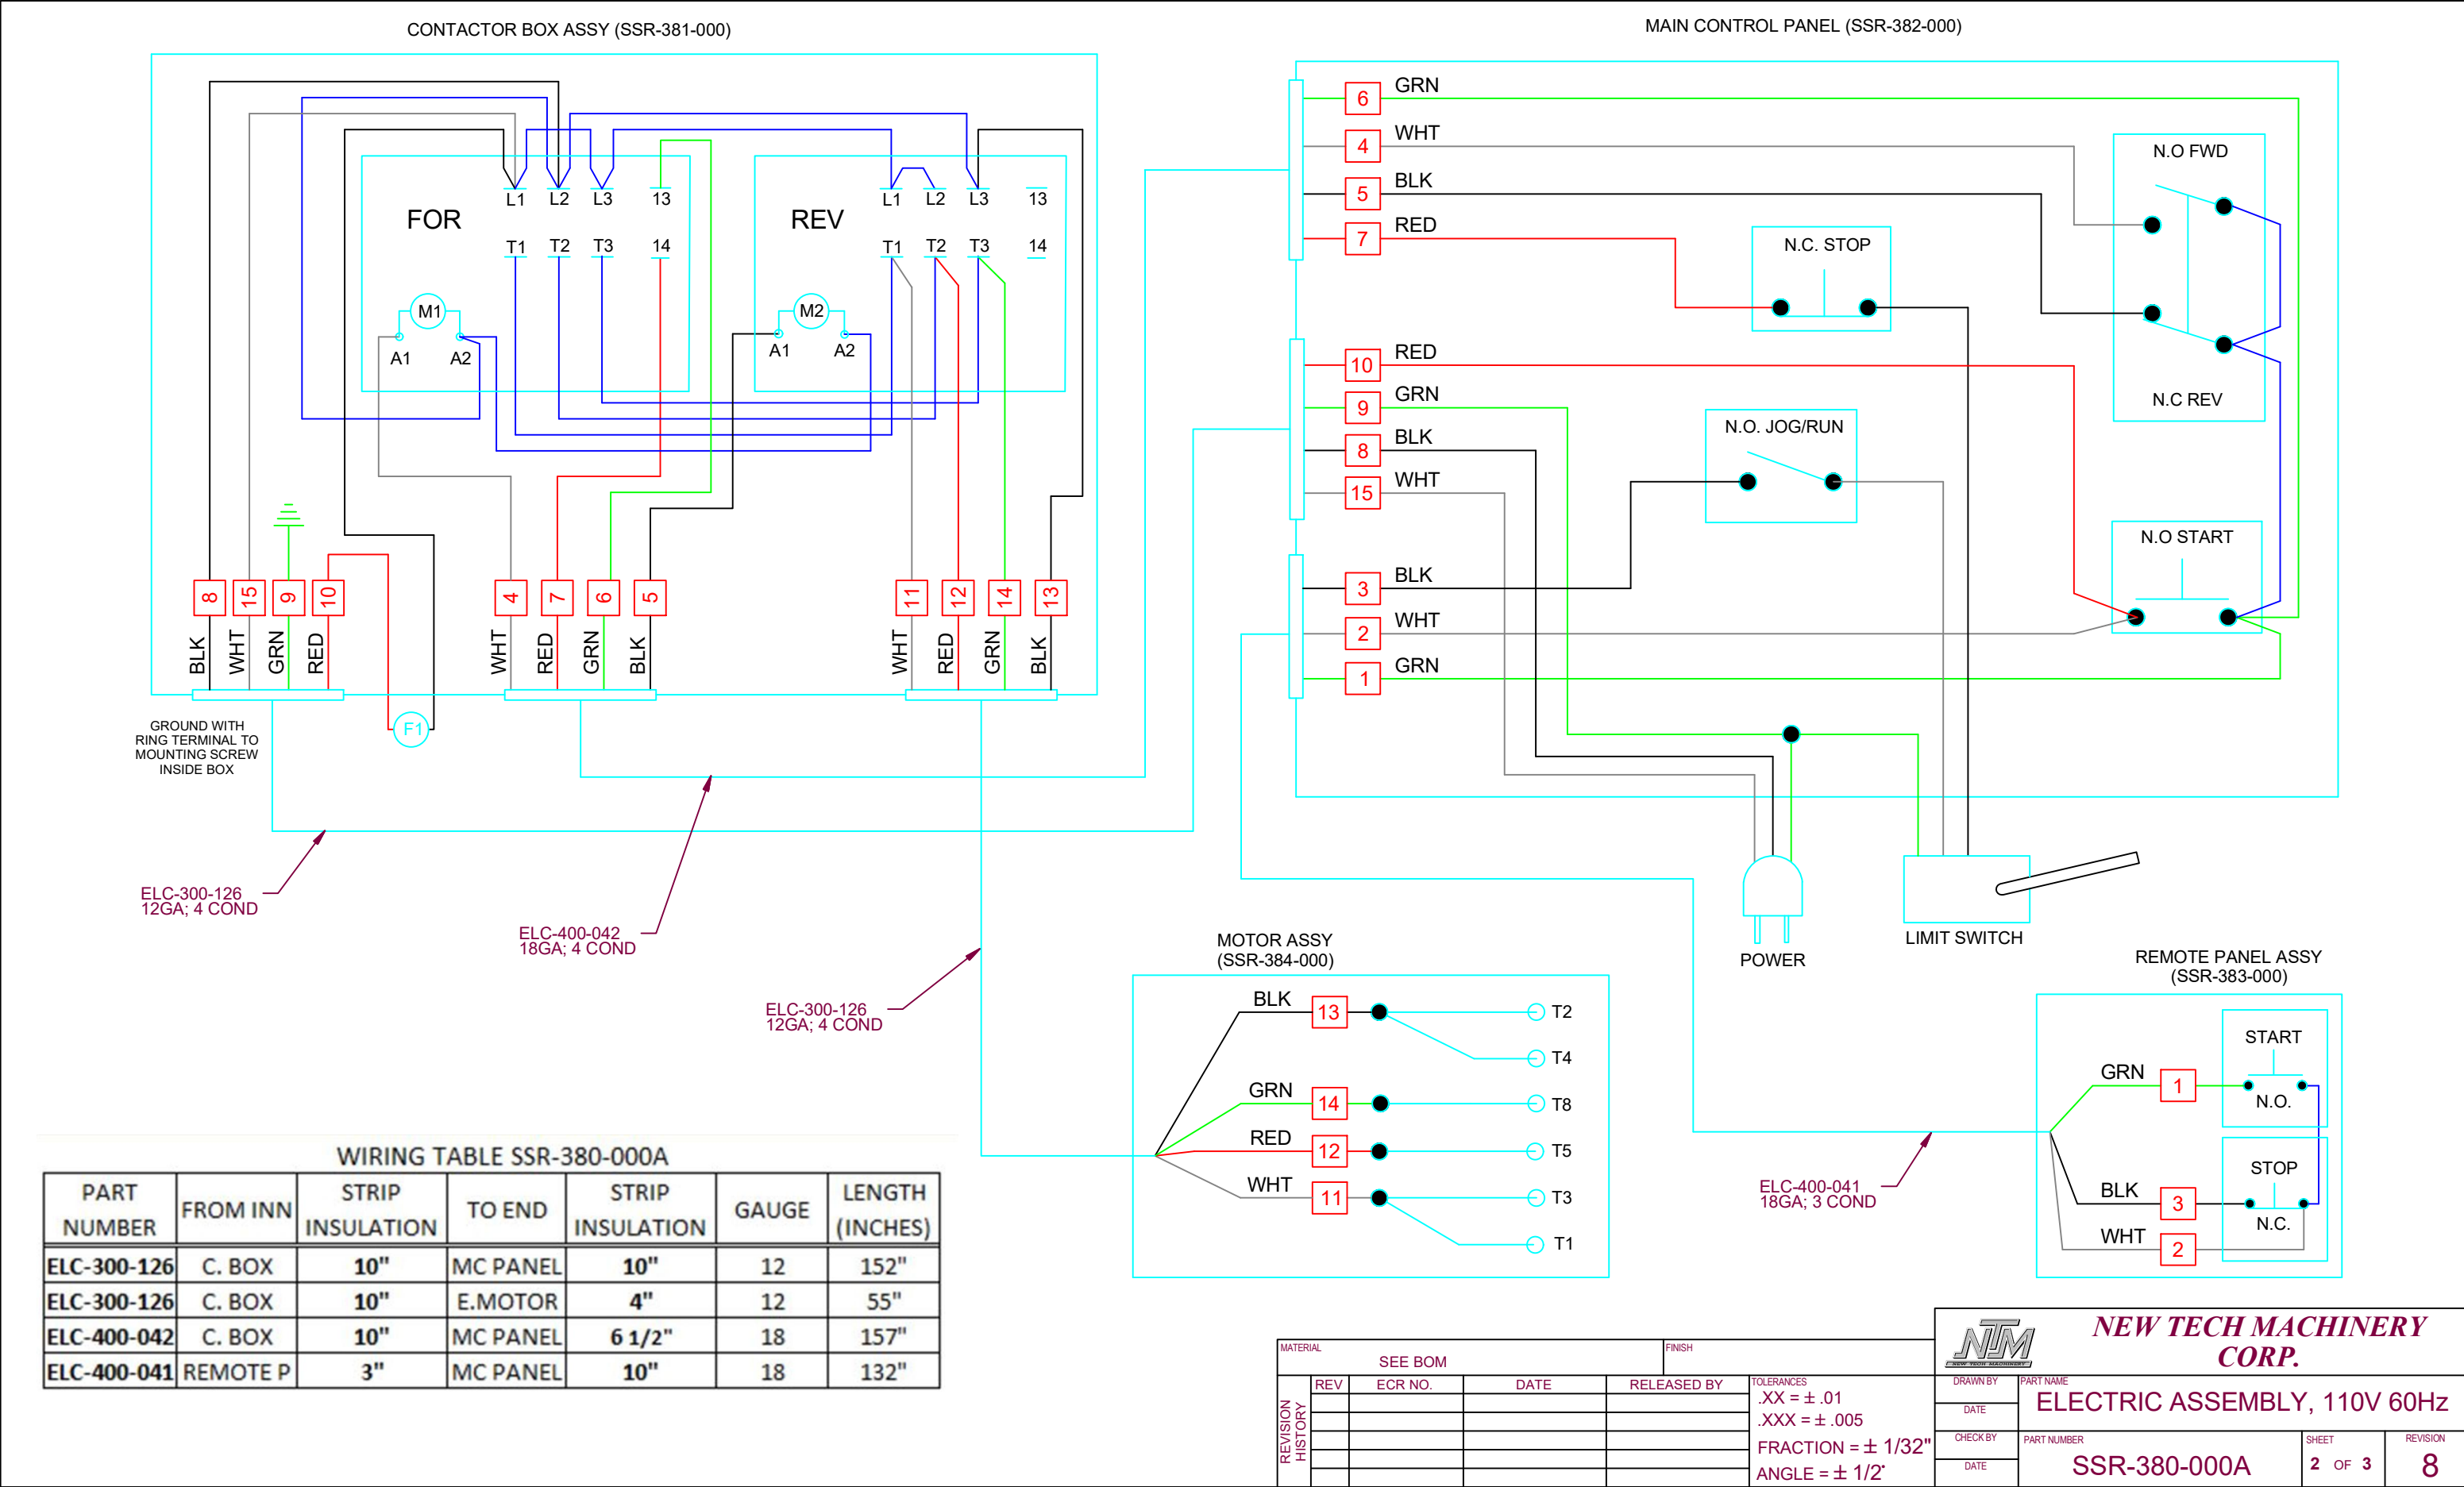 CONTACTOR BOX ASSY (SSR-381-000)
MAIN CONTROL PANEL (SSR-382-000)
FOR
L1 L2 L3 13
T1 T2 T3 14
M1
A1 A2
REV
L1 L2 L3 13
T1 T2 T3 14
M2
A1 A2
8 15 9 10 4 7 6 5 11 12 14 13
BLK WHT GRN RED WHT RED GRN BLK WHT RED GRN BLK
F1
GROUND WITH
RING TERMINAL TO
MOUNTING SCREW
INSIDE BOX
6 GRN
4 WHT
5 BLK
7 RED
10 RED
9 GRN
8 BLK
15 WHT
3 BLK
2 WHT
1 GRN
N.C. STOP
N.O. JOG/RUN
N.O FWD
N.C REV
N.O START
POWER
LIMIT SWITCH
ELC-300-126
12GA; 4 COND
ELC-400-042
18GA; 4 COND
ELC-300-126
12GA; 4 COND
MOTOR ASSY
(SSR-384-000)
BLK 13 T2
T4
GRN 14 T8
RED 12 T5
WHT 11 T3
T1
ELC-400-041
18GA; 3 COND
REMOTE PANEL ASSY
(SSR-383-000)
START
GRN 1
N.O.
STOP
BLK 3
N.C.
WHT 2
WIRING TABLE SSR-380-000A
PART NUMBER FROM INN STRIP INSULATION TO END STRIP INSULATION GAUGE LENGTH (INCHES)
ELC-300-126 C. BOX 10" MC PANEL 10" 12 152"
ELC-300-126 C. BOX 10" E.MOTOR 4" 12 55"
ELC-400-042 C. BOX 10" MC PANEL 6 1/2" 18 157"
ELC-400-041 REMOTE P 3" MC PANEL 10" 18 132"
MATERIAL
SEE BOM
FINISH
REVISION HISTORY
REV ECR NO. DATE RELEASED BY
TOLERANCES
.XX = ± .01
.XXX = ± .005
FRACTION = ± 1/32"
ANGLE = ± 1/2°
NTM
NEW TECH MACHINERY
NEW TECH MACHINERY
CORP.
DRAWN BY
DATE
CHECK BY
DATE
PART NAME
ELECTRIC ASSEMBLY, 110V 60Hz
PART NUMBER
SSR-380-000A
SHEET
2 OF 3
REVISION
8